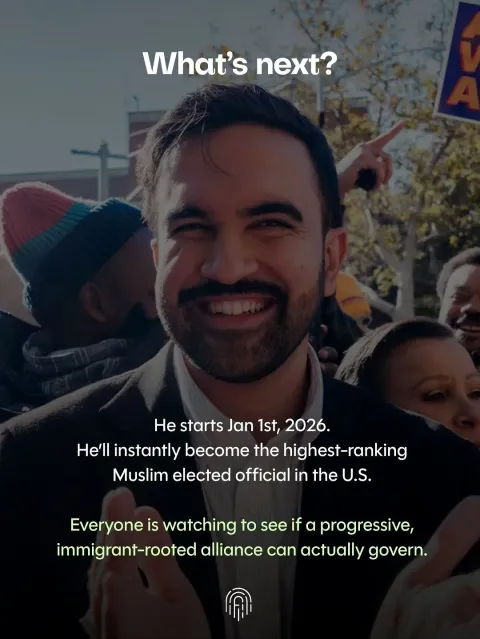 What's next?
He starts Jan 1st, 2026.
He'll instantly become the highest-ranking
Muslim elected official in the U.S.
Everyone is watching to see if a progressive,
immigrant-rooted alliance can actually govern.